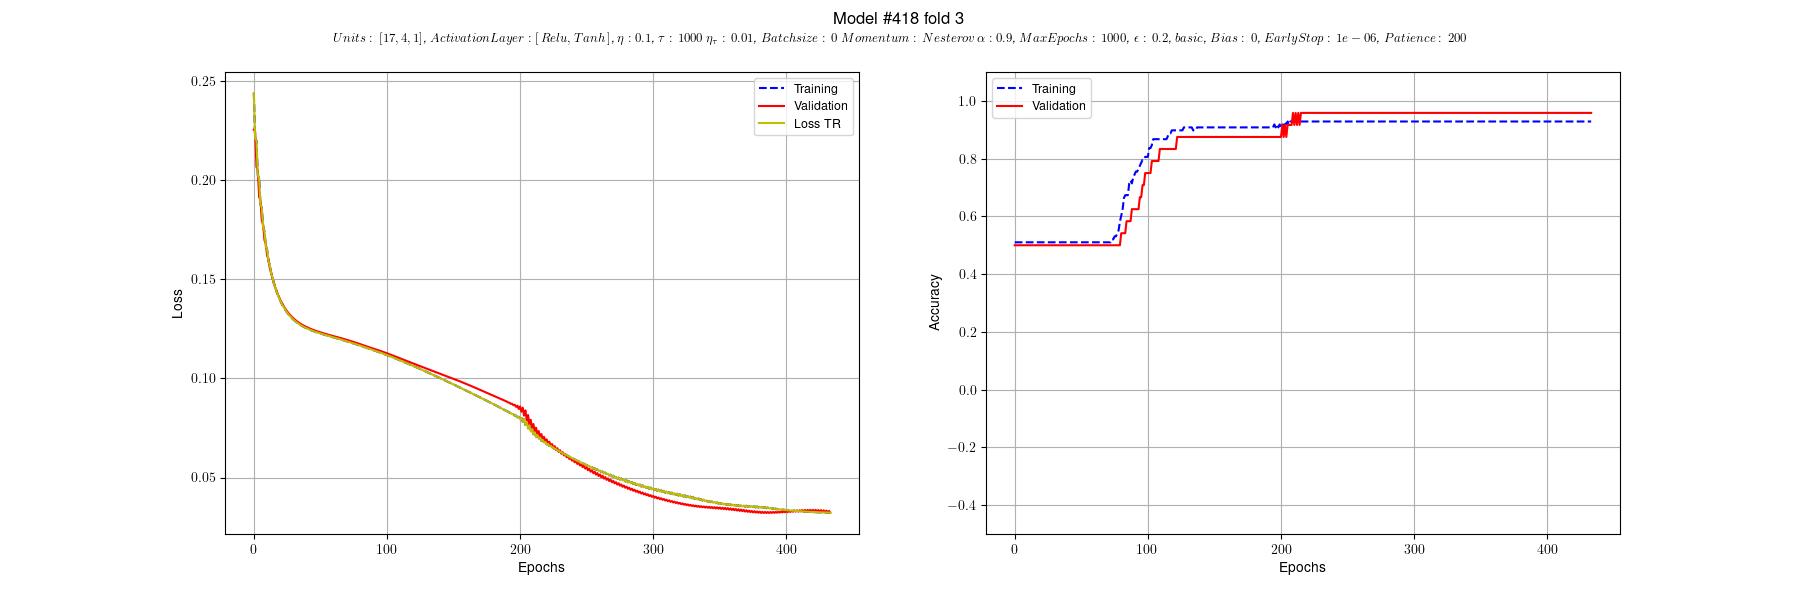 Model #418 fold 3
Units : [17, 4, 1], ActivationLayer : [Relu, Tanh], η : 0.1, τ : 1000 η_τ : 0.01, Batchsize : 0 Momentum : Nesterov α : 0.9, MaxEpochs : 1000, ϵ : 0.2, basic, Bias : 0, EarlyStop : 1e − 06, Patience : 200
0.25
0.20
0.15
0.10
0.05
Loss
0 100 200 300 400
Epochs
Training
Validation
Loss TR
1.0
0.8
0.6
0.4
0.2
0.0
−0.2
−0.4
Accuracy
0 100 200 300 400
Epochs
Training
Validation